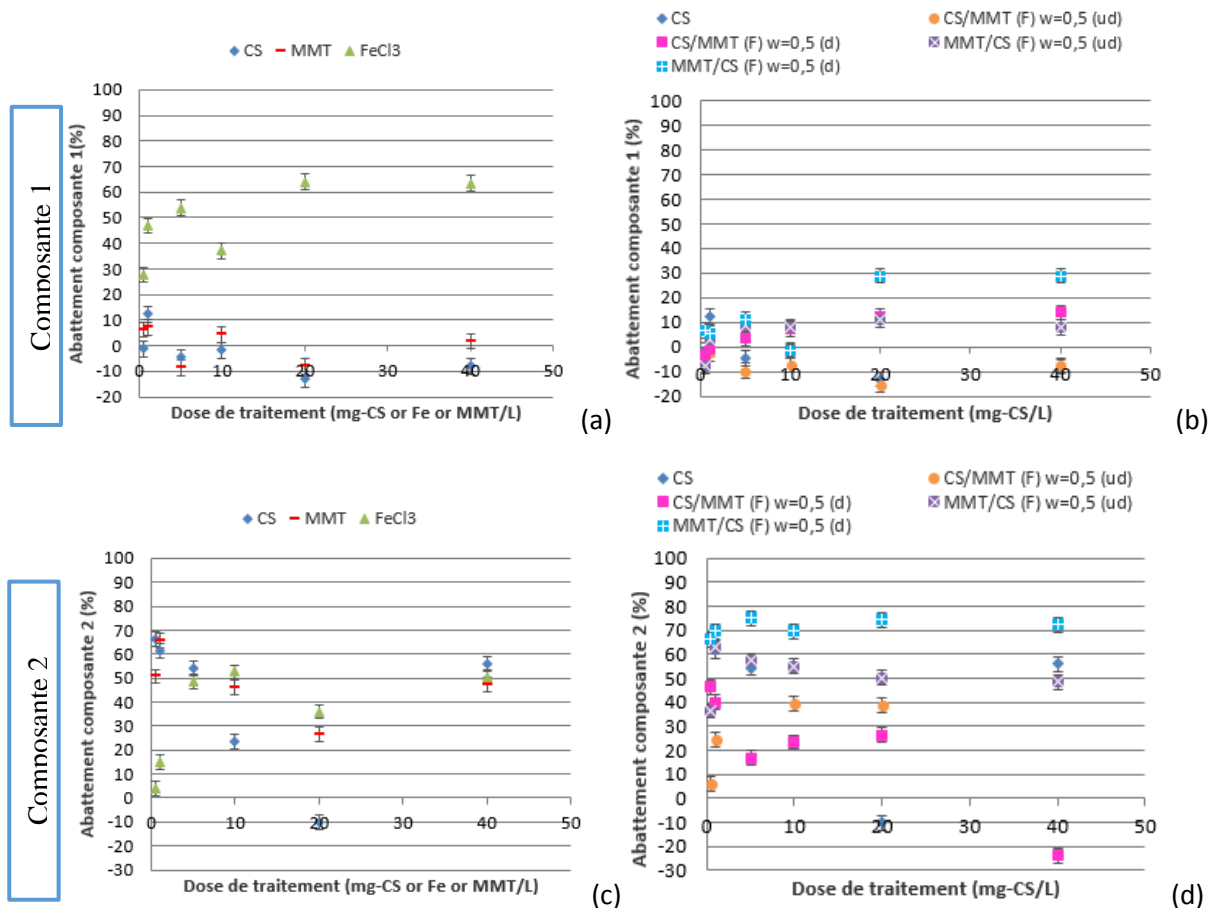 CS MMT FeCl3
Composante 1
Abattement composante 1(%)
100
90
80
70
60
50
40
30
20
10
0
-10
-20
0 10 20 30 40 50
Dose de traitement (mg-CS or Fe or MMT/L)
(a)
CS CS/MMT (F) w=0,5 (ud)
CS/MMT (F) w=0,5 (d) MMT/CS (F) w=0,5 (ud)
MMT/CS (F) w=0,5 (d)
Abattement composante 1 (%)
100
90
80
70
60
50
40
30
20
10
0
-10
-20
0 10 20 30 40 50
Dose de traitement (mg-CS/L)
(b)
CS MMT FeCl3
Composante 2
Abattement composante 2 (%)
100
90
80
70
60
50
40
30
20
10
0
-10
-20
-30
0 10 20 30 40 50
Dose de traitement (mg-CS or Fe or MMT/L)
(c)
CS CS/MMT (F) w=0,5 (ud)
CS/MMT (F) w=0,5 (d) MMT/CS (F) w=0,5 (ud)
MMT/CS (F) w=0,5 (d)
Abattement composante 2 (%)
100
90
80
70
60
50
40
30
20
10
0
-10
-20
-30
0 10 20 30 40 50
Dose de traitement (mg-CS/L)
(d)